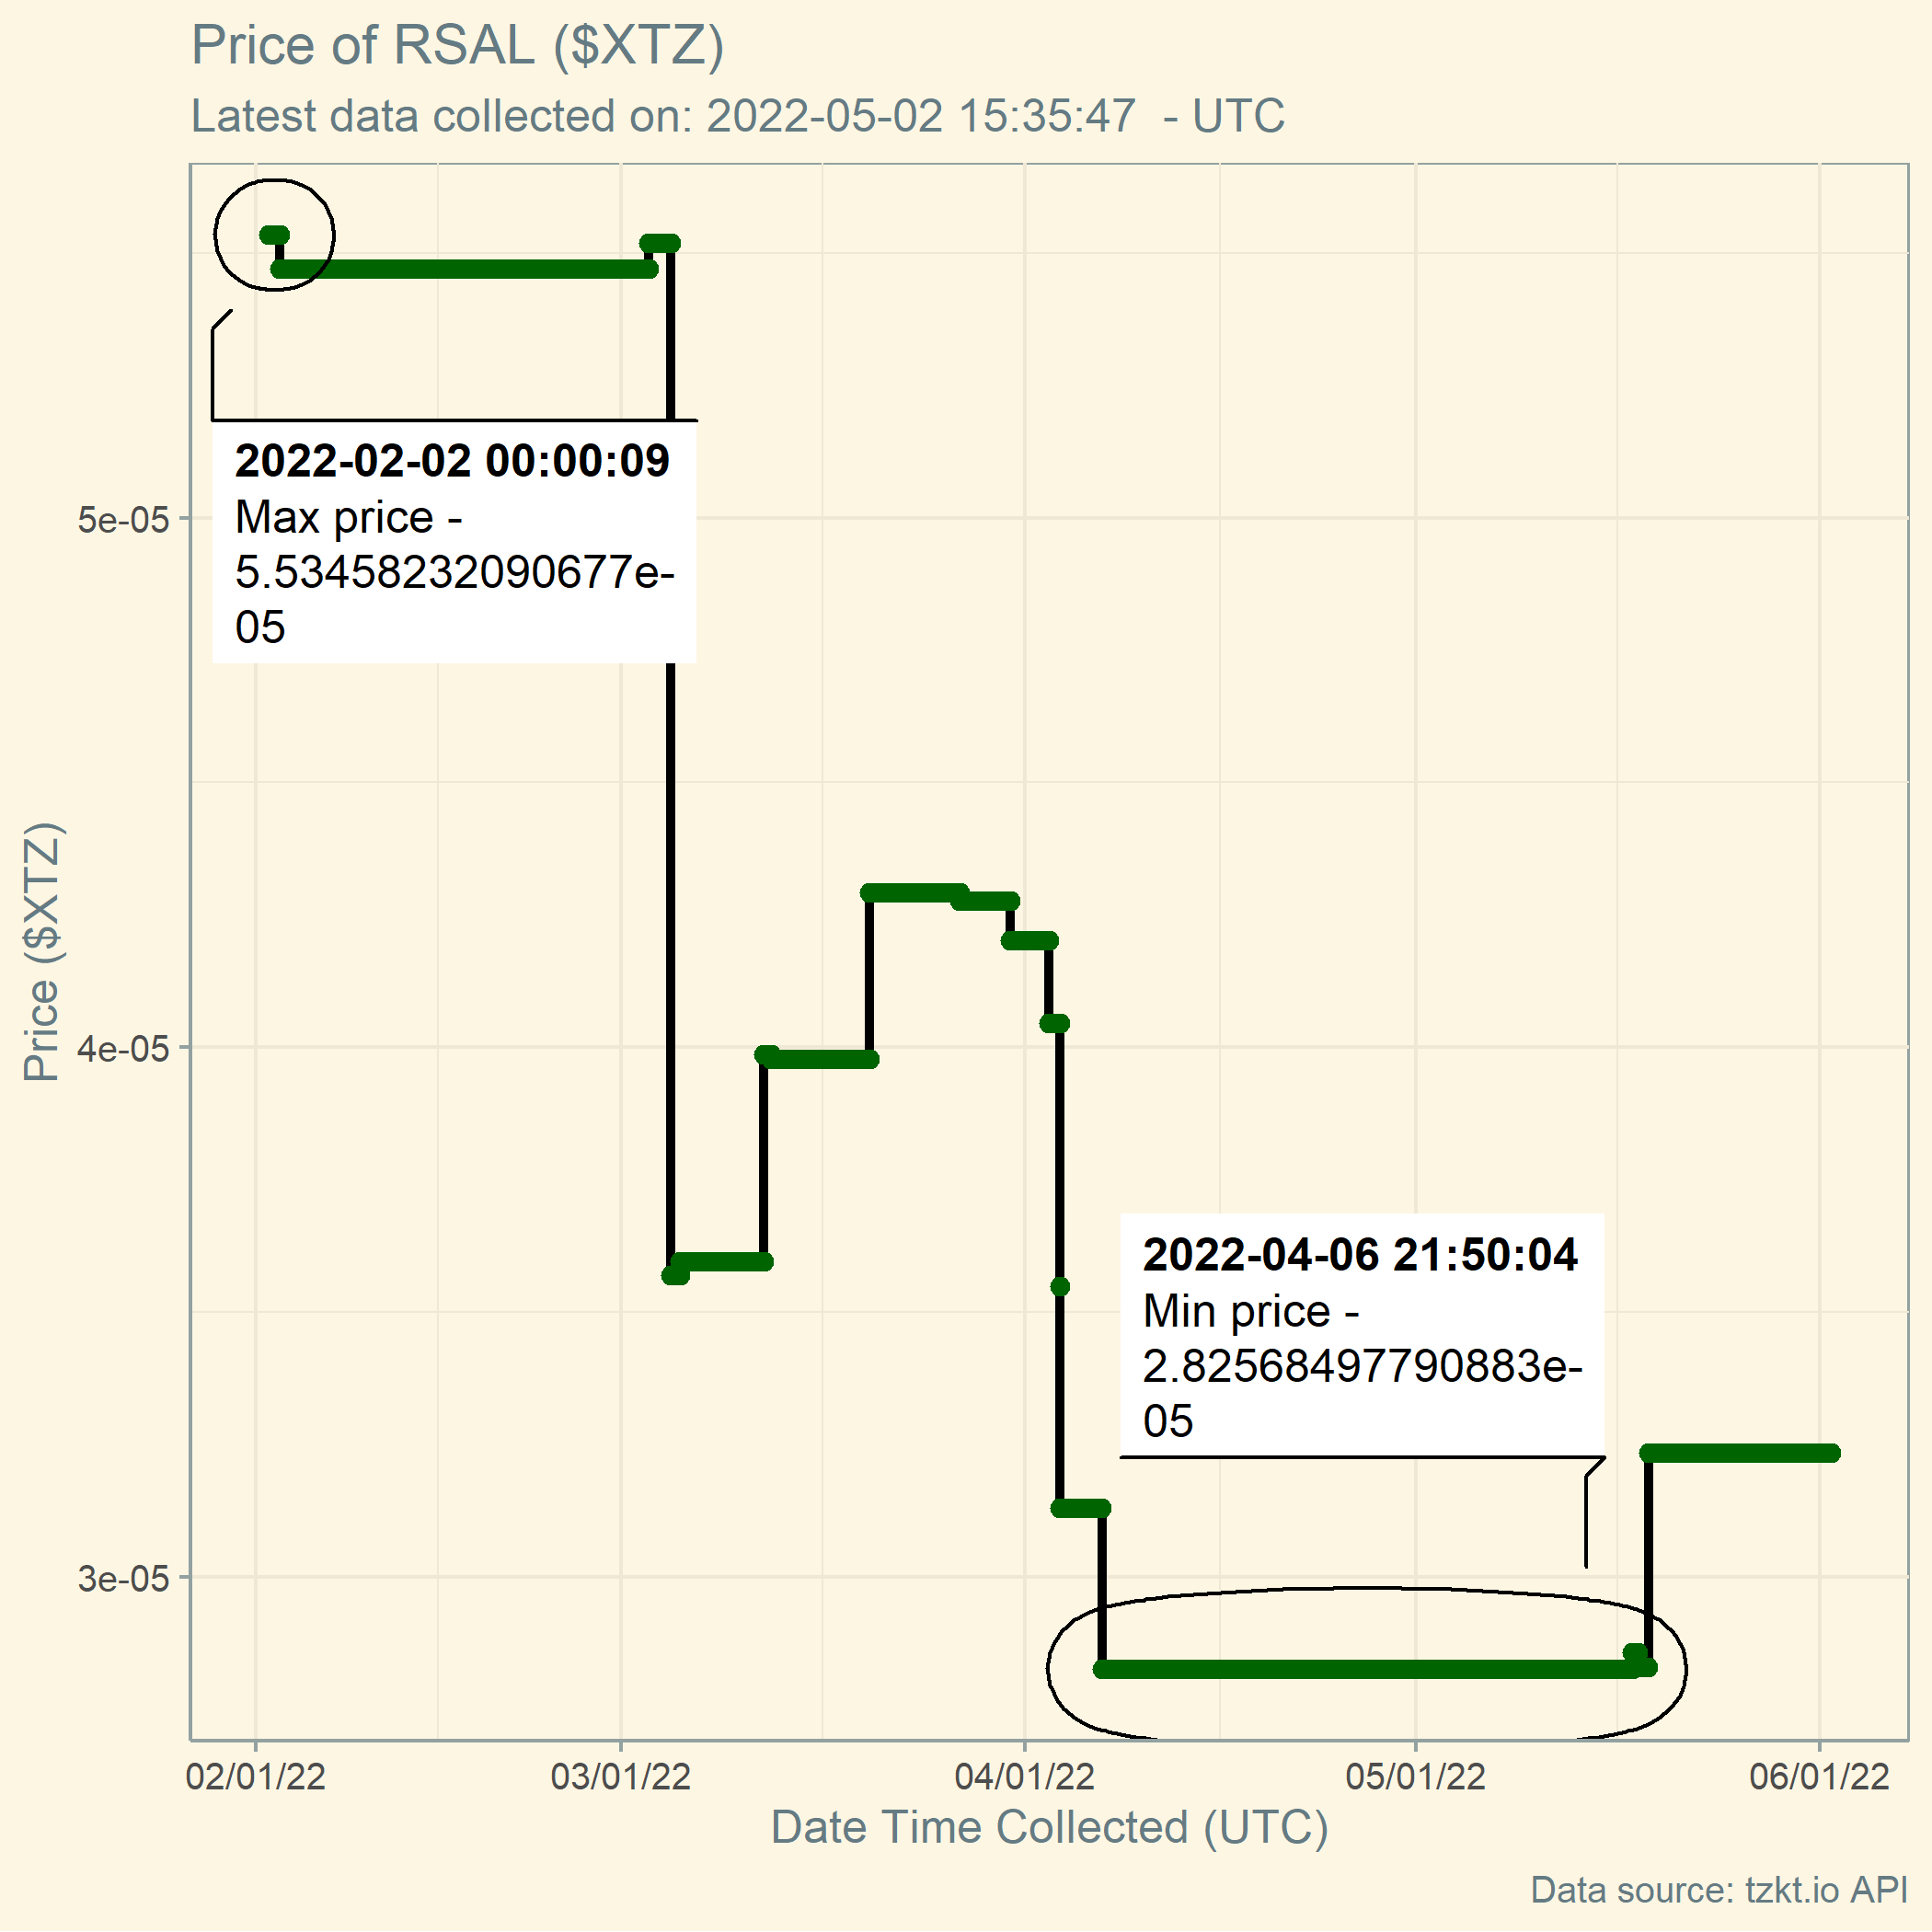 Price of RSAL ($XTZ)
Latest data collected on: 2022-05-02 15:35:47  - UTC
2022-02-02 00:00:09
Max price -
5.53458232090677e-
05
5e-05
4e-05
3e-05
Price ($XTZ)
2022-04-06 21:50:04
Min price -
2.82568497790883e-
05
02/01/22 03/01/22 04/01/22 05/01/22 06/01/22
Date Time Collected (UTC)
Data source: tzkt.io API